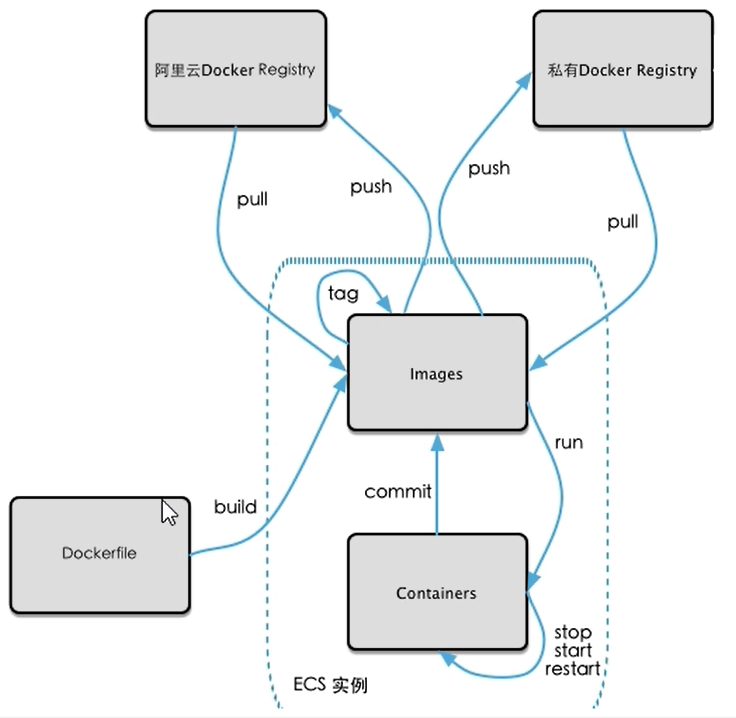 阿里云Docker Registry
私有Docker Registry
push
push
pull
pull
tag
Images
run
commit
build
Dockerfile
Containers
stop
start
restart
ECS 实例